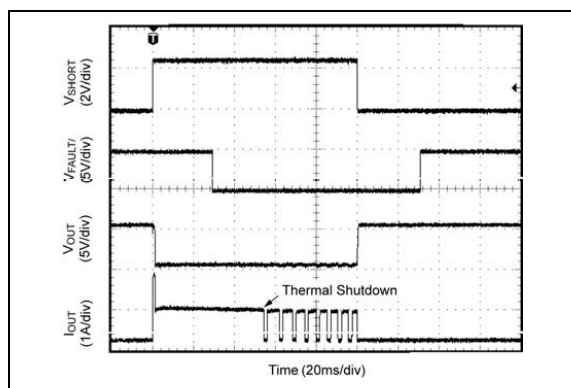 T
VSHORT
(2V/div)
VFAULT/
(5V/div)
VOUT
(5V/div)
Thermal Shutdown
IOUT
(1A/div)
Time (20ms/div)